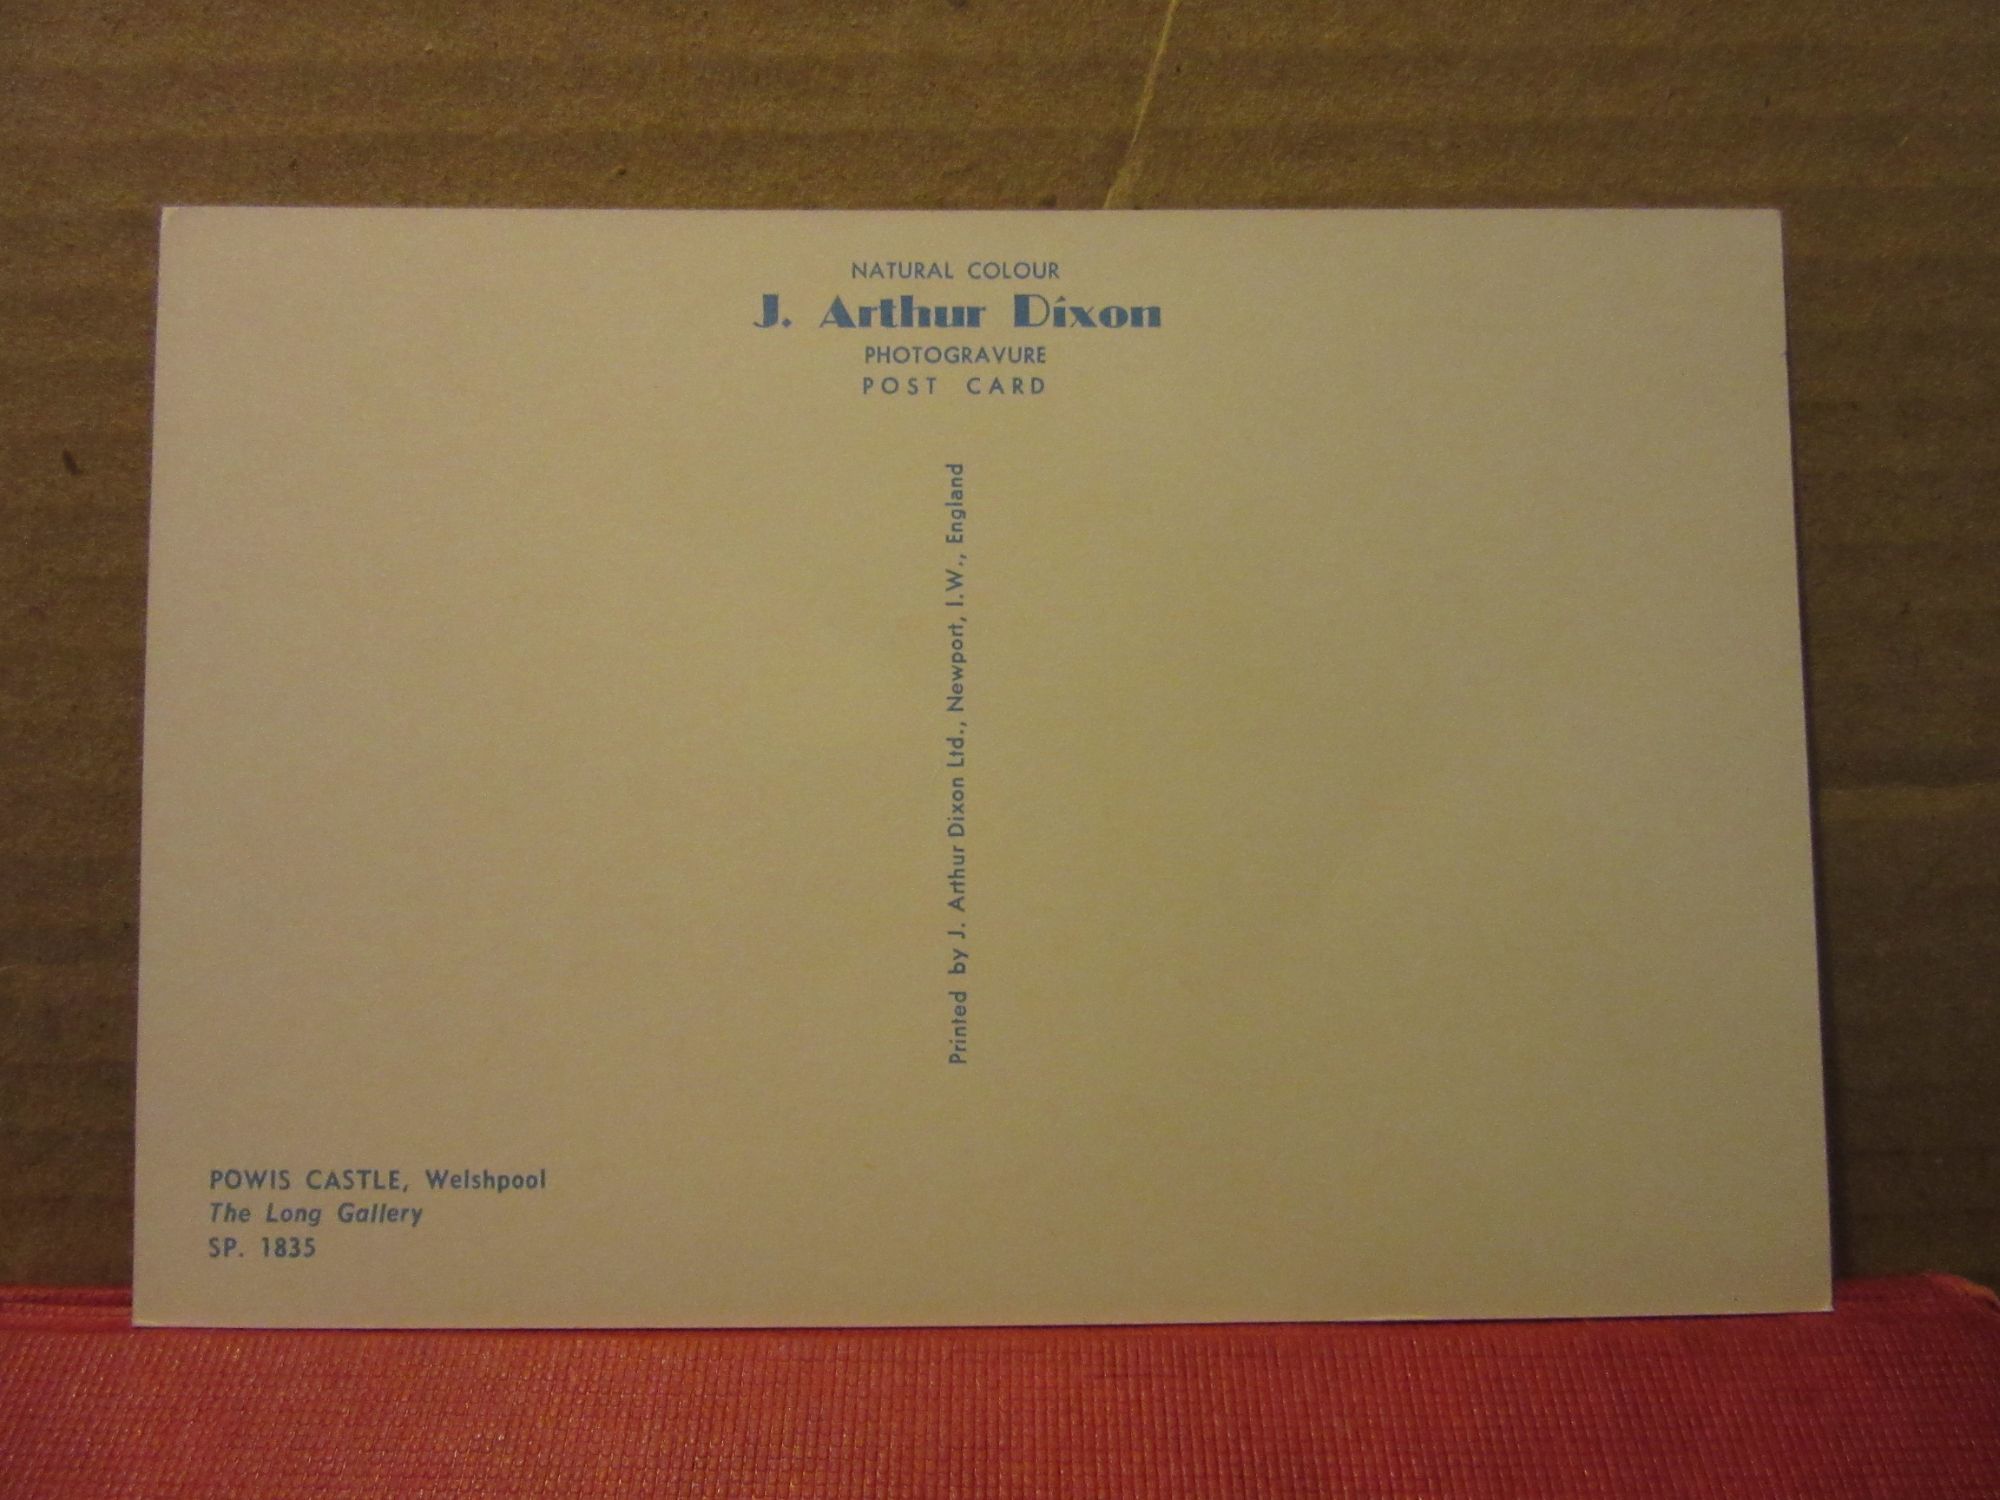 NATURAL COLOUR
J. Arthur Dixon
PHOTOGRAVURE
POST CARD
Printed by J. Arthur Dixon Ltd., Newport, I.W., England
POWIS CASTLE, Welshpool
The Long Gallery
SP. 1835